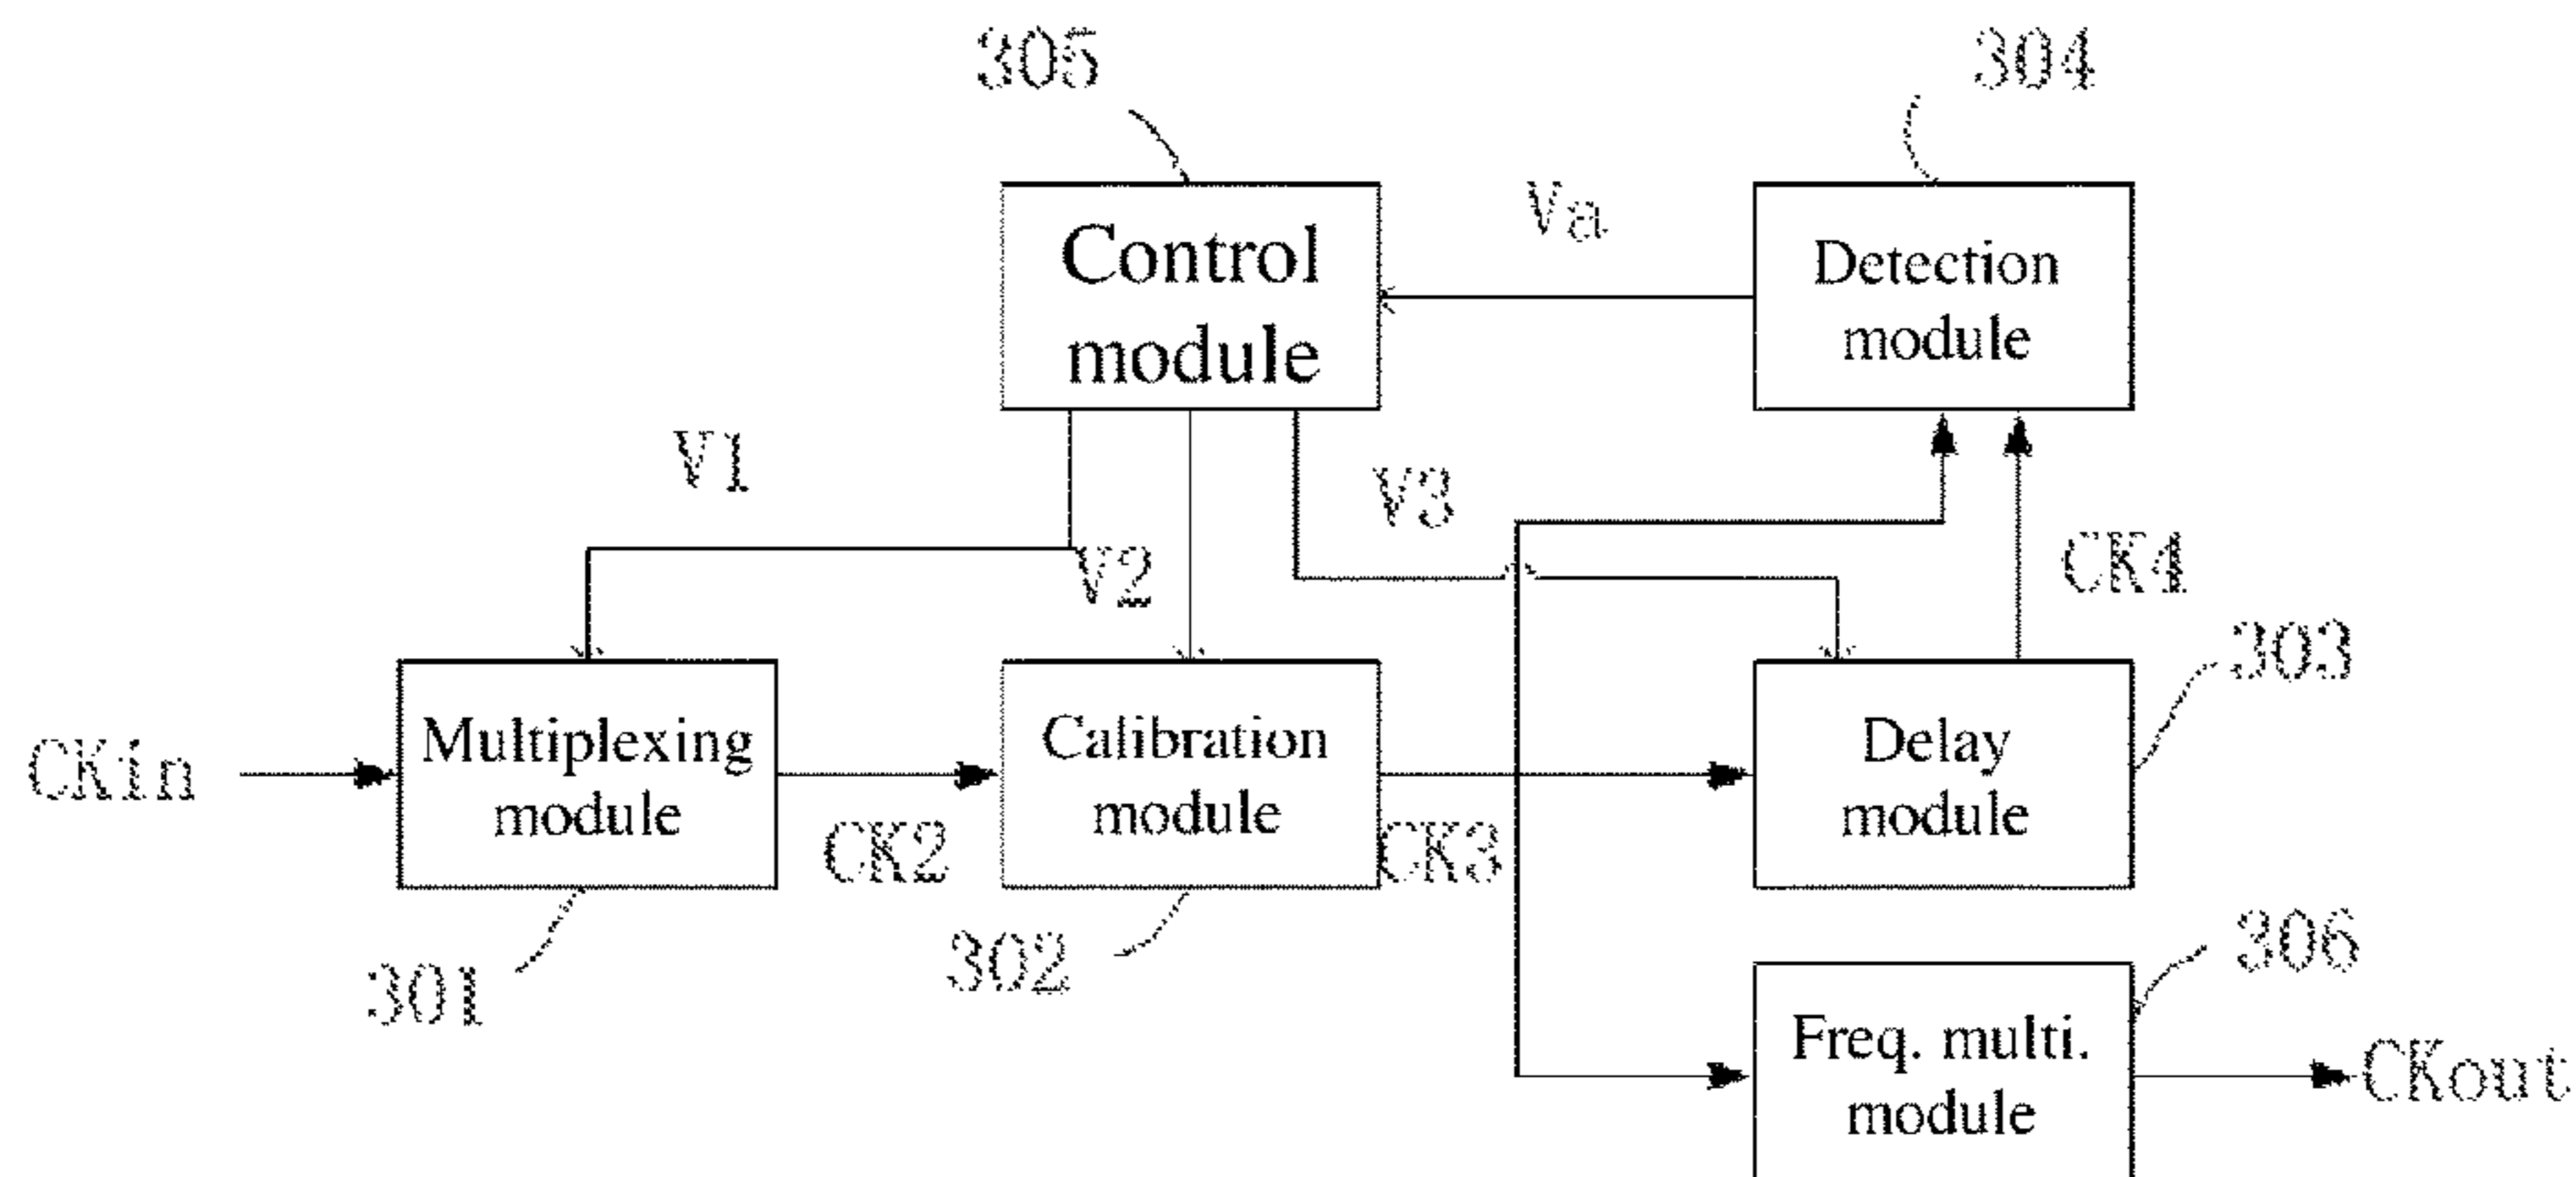 305
304
Control
module
Va
Detection
module
V1
V2
V3
CK4
303
CKin
Multiplexing
module
CK2
Calibration
module
CK3
Delay
module
301
302
306
Freq. multi.
module
CKout